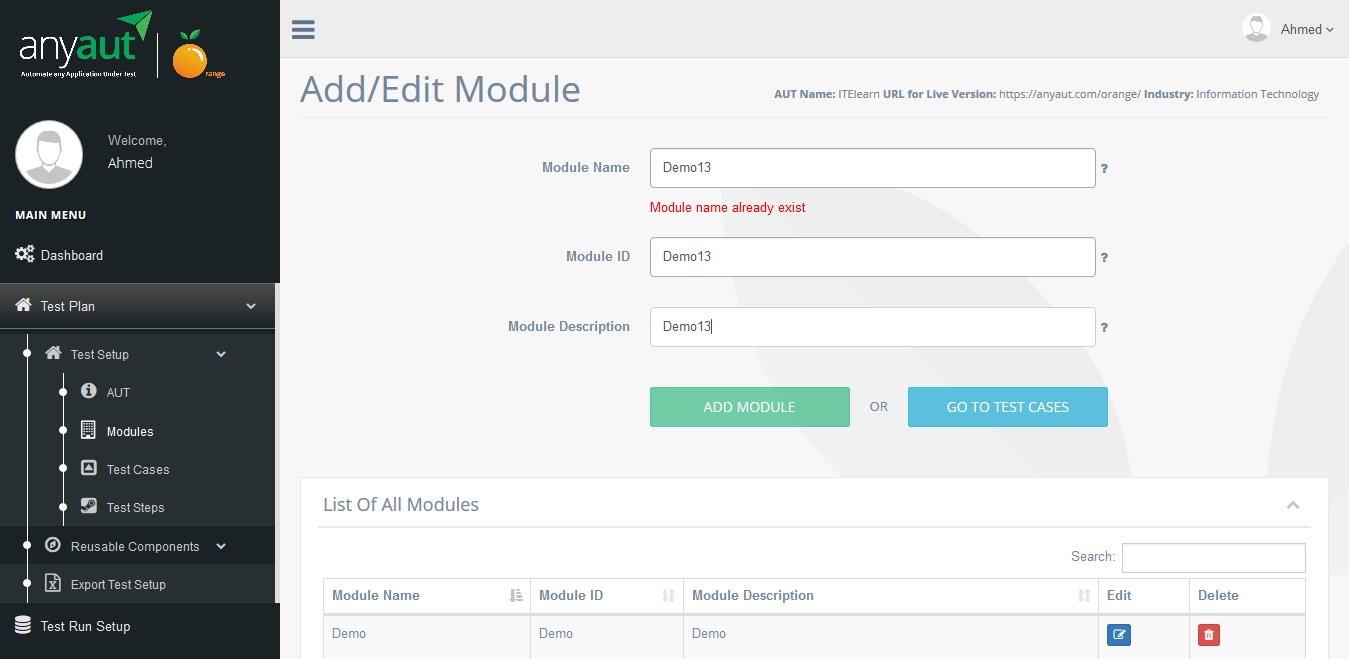 anyaut
Automate any Application Under Test
range
Welcome,
Ahmed
MAIN MENU
Dashboard
Test Plan
Test Setup
AUT
Modules
Test Cases
Test Steps
Reusable Components
Export Test Setup
Test Run Setup
Ahmed
Add/Edit Module
AUT Name: ITElearn URL for Live Version: https://anyaut.com/orange/ Industry: Information Technology
Module Name Demo13 ?
Module name already exist
Module ID Demo13 ?
Module Description Demo13 ?
ADD MODULE OR GO TO TEST CASES
List Of All Modules
Search:
Module Name Module ID Module Description Edit Delete
Demo Demo Demo